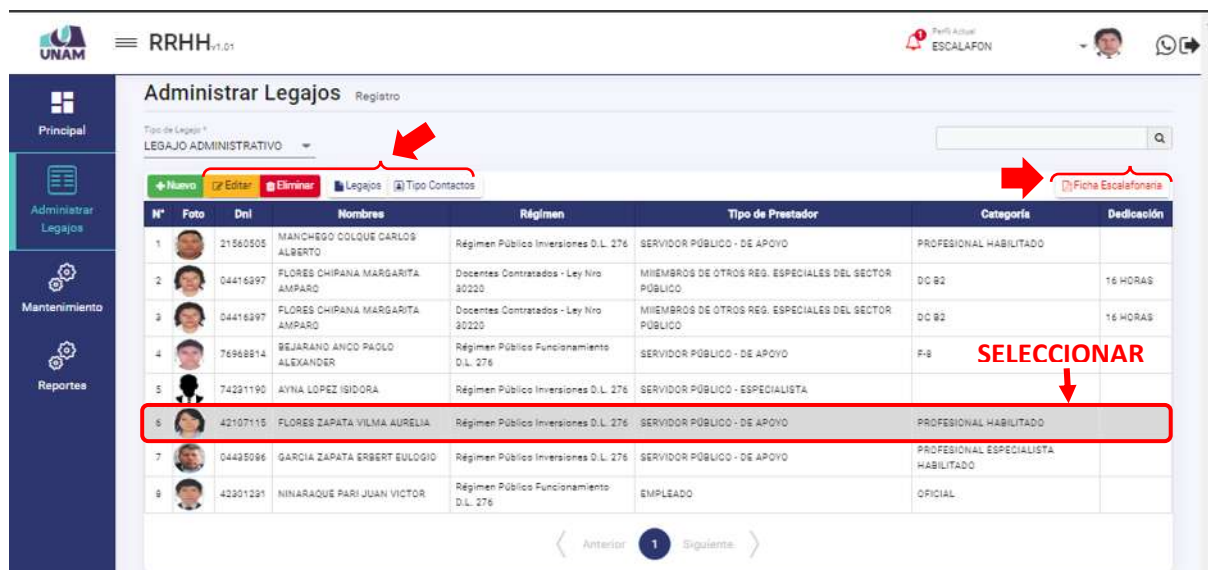 UNAM
RRHH v1.01
Perfil Actual
ESCALAFON
Principal
Administrar Legajos
Mantenimiento
Reportes
Administrar Legajos Registro
Tipo de Legajo *
LEGAJO ADMINISTRATIVO
Nuevo Editar Eliminar Legajos Tipo Contactos Ficha Escalafonaria
N° Foto Dni Nombres Régimen Tipo de Prestador Categoría Dedicación
1 21560505 MANCHEGO COLQUE CARLOS ALBERTO Régimen Público Inversiones D.L. 276 SERVIDOR PÚBLICO - DE APOYO PROFESIONAL HABILITADO
2 04416397 FLORES CHIPANA MARGARITA AMPARO Docentes Contratados - Ley Nro 30220 MIIEMBROS DE OTROS REG. ESPECIALES DEL SECTOR PÚBLICO DC B2 16 HORAS
3 04416397 FLORES CHIPANA MARGARITA AMPARO Docentes Contratados - Ley Nro 30220 MIIEMBROS DE OTROS REG. ESPECIALES DEL SECTOR PÚBLICO DC B2 16 HORAS
4 76968814 BEJARANO ANCO PAOLO ALEXANDER Régimen Público Funcionamiento D.L. 276 SERVIDOR PÚBLICO - DE APOYO F-8
SELECCIONAR
5 74231190 AYNA LOPEZ ISIDORA Régimen Público Inversiones D.L. 276 SERVIDOR PÚBLICO - ESPECIALISTA
6 42107115 FLORES ZAPATA VILMA AURELIA Régimen Público Inversiones D.L. 276 SERVIDOR PÚBLICO - DE APOYO PROFESIONAL HABILITADO
7 04435096 GARCIA ZAPATA ERBERT EULOGIO Régimen Público Inversiones D.L. 276 SERVIDOR PÚBLICO - DE APOYO PROFESIONAL ESPECIALISTA HABILITADO
8 42301231 NINARAQUE PARI JUAN VICTOR Régimen Público Funcionamiento D.L. 276 EMPLEADO OFICIAL
Anterior 1 Siguiente